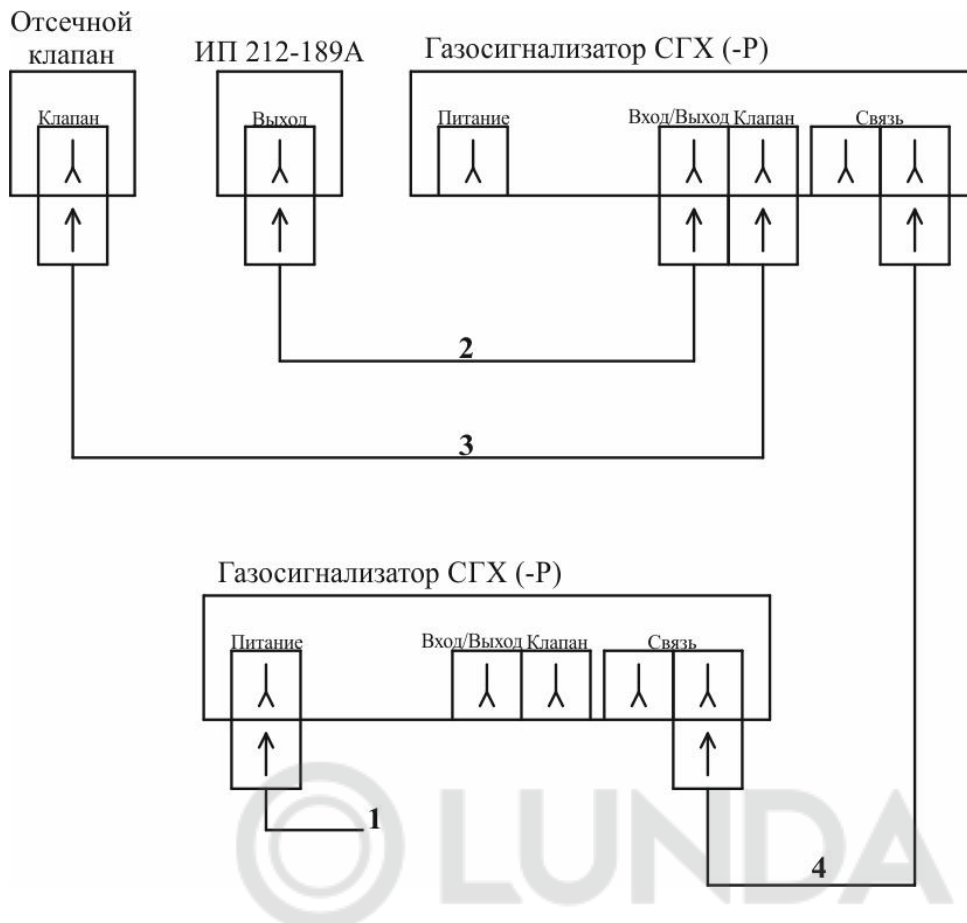 Отсечной
клапан
ИП 212-189А
Газосигнализатор СГХ (-Р)
Клапан
Выход
Питание
Вход/Выход
Клапан
Связь
2
3
Газосигнализатор СГХ (-Р)
Питание
Вход/Выход
Клапан
Связь
1
4
LUNDA